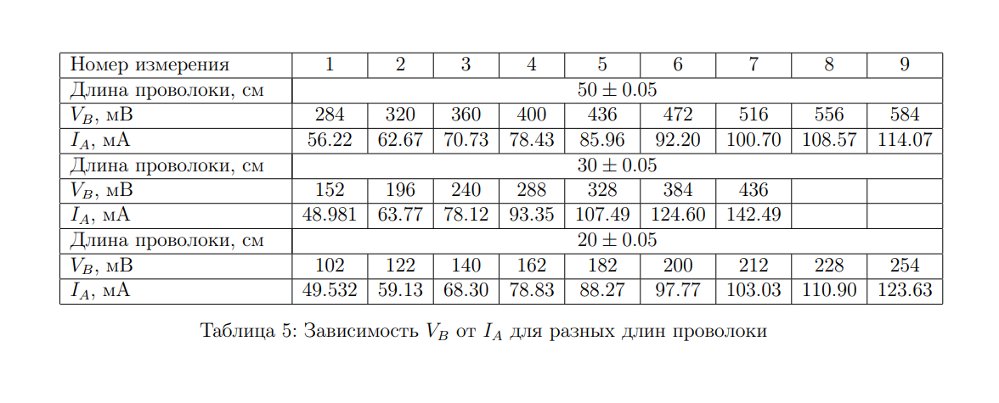 Номер измерения 1 2 3 4 5 6 7 8 9
Длина проволоки, см 50 ± 0.05
V_B, мВ 284 320 360 400 436 472 516 556 584
I_A, мА 56.22 62.67 70.73 78.43 85.96 92.20 100.70 108.57 114.07
Длина проволоки, см 30 ± 0.05
V_B, мВ 152 196 240 288 328 384 436
I_A, мА 48.981 63.77 78.12 93.35 107.49 124.60 142.49
Длина проволоки, см 20 ± 0.05
V_B, мВ 102 122 140 162 182 200 212 228 254
I_A, мА 49.532 59.13 68.30 78.83 88.27 97.77 103.03 110.90 123.63
Таблица 5: Зависимость V_B от I_A для разных длин проволоки